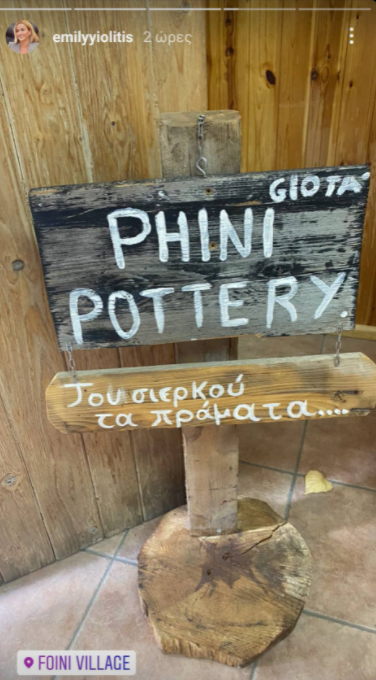 emilyyiolitis 2 ώρες
GIOTA
PHINI
POTTERY.
Του σιερκού
τα πράματα....
FOINI VILLAGE